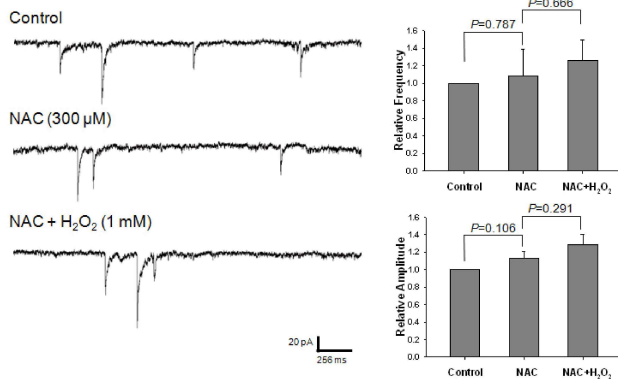 Control
NAC (300 µM)
NAC + H₂O₂ (1 mM)
20 pA
256 ms
P=0.666
P=0.787
Relative Frequency
1.6
1.4
1.2
1.0
0.8
0.6
0.4
0.2
0.0
Control NAC NAC+H₂O₂
P=0.291
P=0.106
Relative Amplitude
1.6
1.4
1.2
1.0
0.8
0.6
0.4
0.2
0.0
Control NAC NAC+H₂O₂